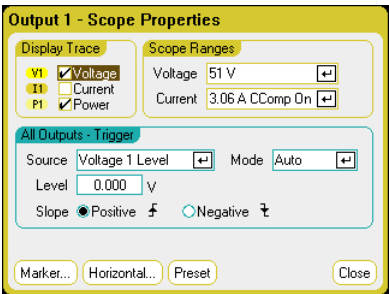 Output 1 - Scope Properties
Display Trace
V1 Voltage
I1 Current
P1 Power
Scope Ranges
Voltage 51 V
Current 3.06 A CComp On
All Outputs - Trigger
Source Voltage 1 Level Mode Auto
Level 0.000 V
Slope Positive Negative
Marker... Horizontal... Preset Close